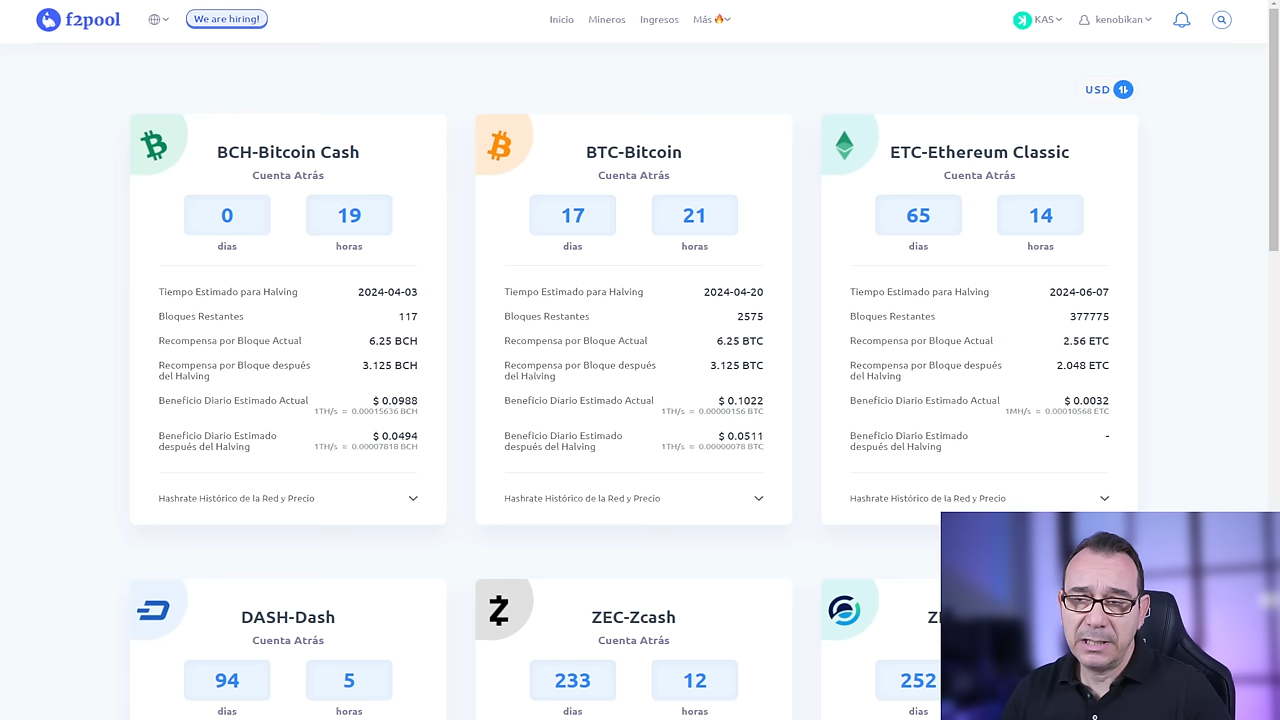 f2pool
We are hiring!
Inicio
Mineros
Ingresos
Más
KAS
kenobikan
USD
BCH-Bitcoin Cash
Cuenta Atrás
0
19
dias
horas
Tiempo Estimado para Halving
2024-04-03
Bloques Restantes
117
Recompensa por Bloque Actual
6.25 BCH
Recompensa por Bloque después
del Halving
3.125 BCH
Beneficio Diario Estimado Actual
$ 0.0988
1TH/s ≈ 0.00015636 BCH
Beneficio Diario Estimado
después del Halving
$ 0.0494
1TH/s ≈ 0.00007818 BCH
Hashrate Histórico de la Red y Precio
BTC-Bitcoin
Cuenta Atrás
17
21
dias
horas
Tiempo Estimado para Halving
2024-04-20
Bloques Restantes
2575
Recompensa por Bloque Actual
6.25 BTC
Recompensa por Bloque después
del Halving
3.125 BTC
Beneficio Diario Estimado Actual
$ 0.1022
1TH/s ≈ 0.00000156 BTC
Beneficio Diario Estimado
después del Halving
$ 0.0511
1TH/s ≈ 0.00000078 BTC
Hashrate Histórico de la Red y Precio
ETC-Ethereum Classic
Cuenta Atrás
65
14
dias
horas
Tiempo Estimado para Halving
2024-06-07
Bloques Restantes
377775
Recompensa por Bloque Actual
2.56 ETC
Recompensa por Bloque después
del Halving
2.048 ETC
Beneficio Diario Estimado Actual
$ 0.0032
1MH/s ≈ 0.00010568 ETC
Beneficio Diario Estimado
después del Halving
-
Hashrate Histórico de la Red y Precio
DASH-Dash
Cuenta Atrás
94
5
dias
horas
ZEC-Zcash
Cuenta Atrás
233
12
dias
horas
Cuenta Atrás
252
dias